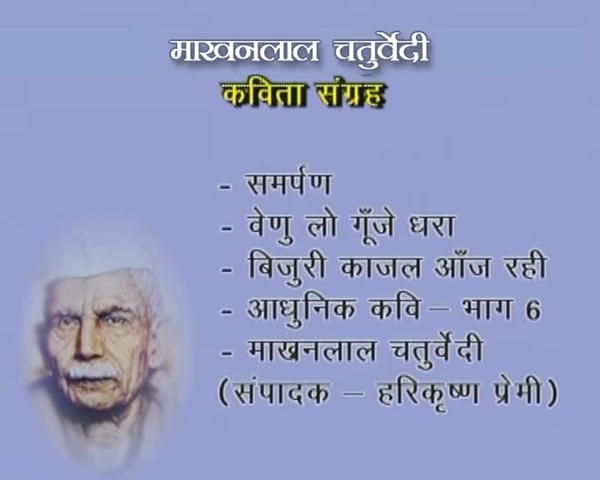 माखनलाल चतुर्वेदी
कविता संग्रह
- समर्पण
- वेणु लो गूँजे धरा
- बिजुरी काजल आँज रही
- आधुनिक कवि – भाग 6
- माखनलाल चतुर्वेदी
(संपादक – हरिकृष्ण प्रेमी)